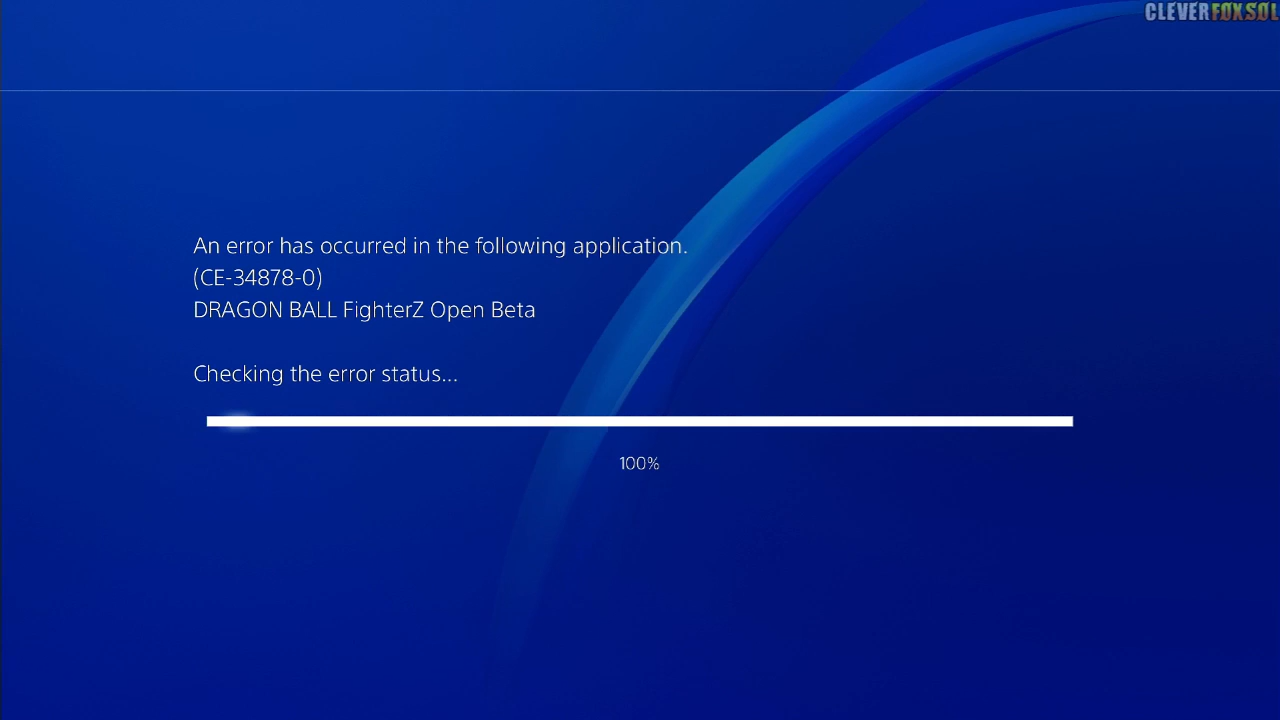 CLEVERFOXSOL
An error has occurred in the following application.
(CE-34878-0)
DRAGON BALL FighterZ Open Beta
Checking the error status...
100%